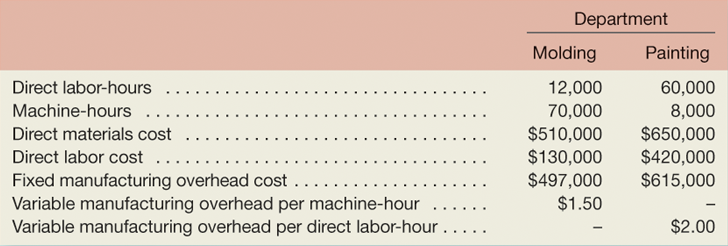 Department
Molding Painting
Direct labor-hours . . . . . . . . . . . . . . . . . . . . . . . . . . . . . . . . . 12,000 60,000
Machine-hours . . . . . . . . . . . . . . . . . . . . . . . . . . . . . . . . . . . 70,000 8,000
Direct materials cost . . . . . . . . . . . . . . . . . . . . . . . . . . . . . . . $510,000 $650,000
Direct labor cost . . . . . . . . . . . . . . . . . . . . . . . . . . . . . . . . . . $130,000 $420,000
Fixed manufacturing overhead cost . . . . . . . . . . . . . . . . . . . . $497,000 $615,000
Variable manufacturing overhead per machine-hour . . . . . . $1.50 –
Variable manufacturing overhead per direct labor-hour . . . . . – $2.00